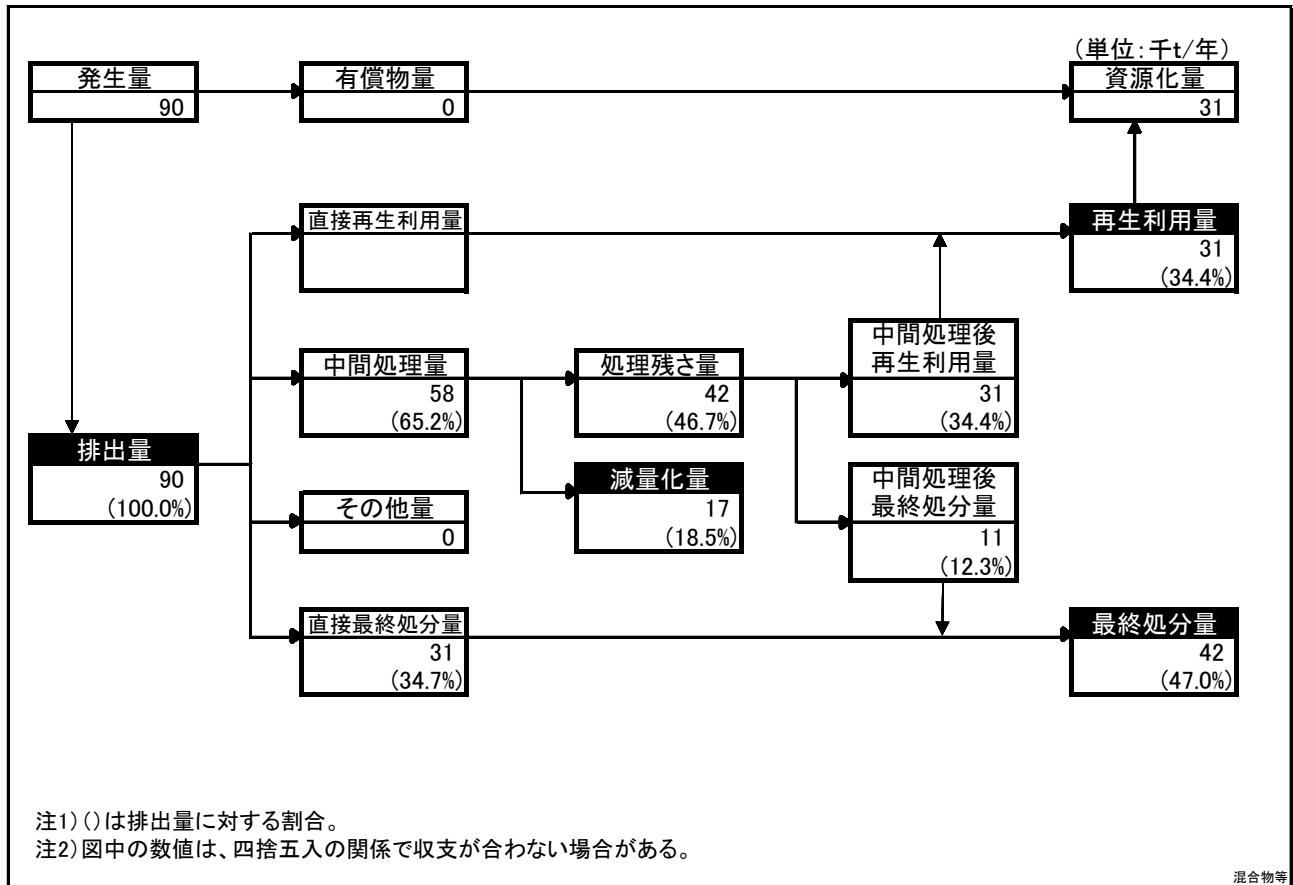 (単位:千t/年)
発生量
90
有償物量
0
資源化量
31
直接再生利用量
再生利用量
31
(34.4%)
中間処理量
58
(65.2%)
処理残さ量
42
(46.7%)
中間処理後
再生利用量
31
(34.4%)
排出量
90
(100.0%)
その他量
0
減量化量
17
(18.5%)
中間処理後
最終処分量
11
(12.3%)
直接最終処分量
31
(34.7%)
最終処分量
42
(47.0%)
注1)()は排出量に対する割合。
注2)図中の数値は、四捨五入の関係で収支が合わない場合がある。
混合物等